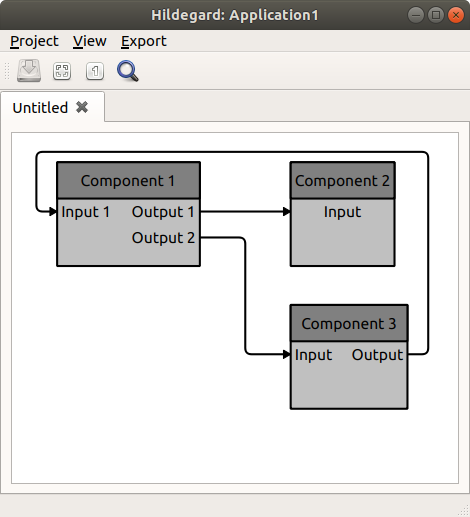 Hildegard: Application1
Project View Export
1
Untitled
Component 1
Input 1 Output 1
Output 2
Component 2
Input
Component 3
Input Output